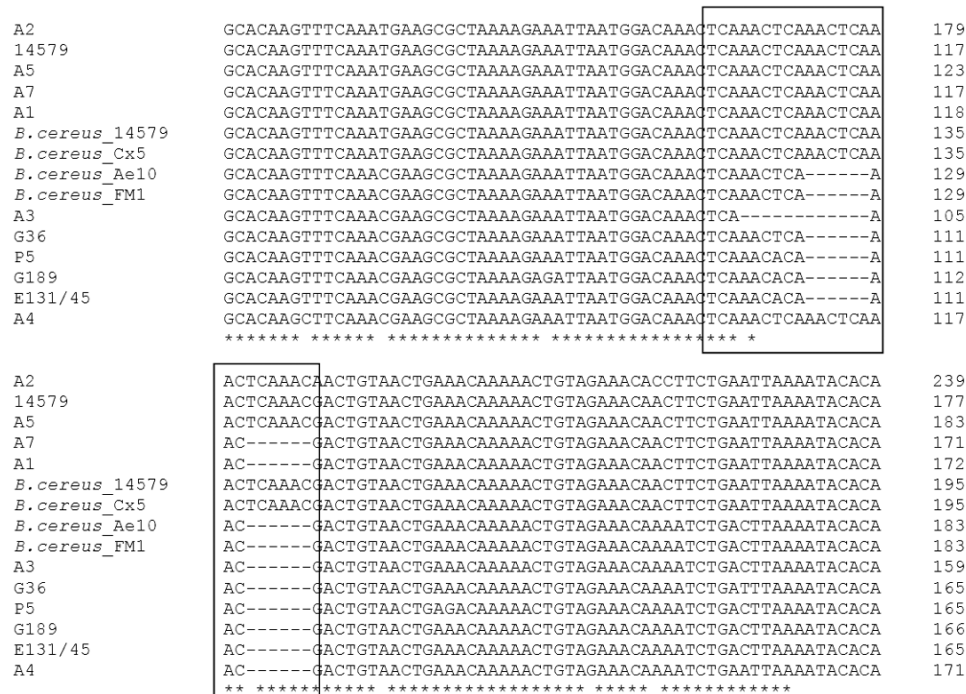 A2 GCACAAGTTTCAAATGAAGCGCTAAAAGAAATTAATGGACAAACTCAAACTCAAACTCAA 179
14579 GCACAAGTTTCAAATGAAGCGCTAAAAGAAATTAATGGACAAACTCAAACTCAAACTCAA 117
A5 GCACAAGTTTCAAATGAAGCGCTAAAAGAAATTAATGGACAAACTCAAACTCAAACTCAA 123
A7 GCACAAGTTTCAAATGAAGCGCTAAAAGAAATTAATGGACAAACTCAAACTCAAACTCAA 117
A1 GCACAAGTTTCAAATGAAGCGCTAAAAGAAATTAATGGACAAACTCAAACTCAAACTCAA 118
B.cereus_14579 GCACAAGTTTCAAATGAAGCGCTAAAAGAAATTAATGGACAAACTCAAACTCAAACTCAA 135
B.cereus_Cx5 GCACAAGTTTCAAATGAAGCGCTAAAAGAAATTAATGGACAAACTCAAACTCAAACTCAA 135
B.cereus_Ae10 GCACAAGTTTCAAACGAAGCGCTAAAAGAAATTAATGGACAAACTCAAACTCA------A 129
B.cereus_FM1 GCACAAGTTTCAAACGAAGCGCTAAAAGAAATTAATGGACAAACTCAAACTCA------A 129
A3 GCACAAGTTTCAAACGAAGCGCTAAAAGAAATTAATGGACAAACTCA------------A 105
G36 GCACAAGTTTCAAACGAAGCGCTAAAAGAAATTAATGGACAAACTCAAACTCA------A 111
P5 GCACAAGTTTCAAACGAAGCGCTAAAAGAAATTAATGGACAAACTCAAACACA------A 111
G189 GCACAAGTTTCAAACGAAGCGCTAAAAGAGATTAATGGACAAACTCAAACACA------A 112
E131/45 GCACAAGTTTCAAACGAAGCGCTAAAAGAAATTAATGGACAAACTCAAACACA------A 111
A4 GCACAAGCTTCAAACGAAGCGCTAAAAGAAATTAATGGACAAACTCAAACTCAAACTCAA 117
******* ****** ************** ***************** *
A2 ACTCAAACAACTGTAACTGAAACAAAAACTGTAGAAACACCTTCTGAATTAAAATACACA 239
14579 ACTCAAACGACTGTAACTGAAACAAAAACTGTAGAAACAACTTCTGAATTAAAATACACA 177
A5 ACTCAAACGACTGTAACTGAAACAAAAACTGTAGAAACAACTTCTGAATTAAAATACACA 183
A7 AC------GACTGTAACTGAAACAAAAACTGTAGAAACAACTTCTGAATTAAAATACACA 171
A1 AC------GACTGTAACTGAAACAAAAACTGTAGAAACAACTTCTGAATTAAAATACACA 172
B.cereus_14579 ACTCAAACGACTGTAACTGAAACAAAAACTGTAGAAACAACTTCTGAATTAAAATACACA 195
B.cereus_Cx5 ACTCAAACGACTGTAACTGAAACAAAAACTGTAGAAACAACTTCTGAATTAAAATACACA 195
B.cereus_Ae10 AC------GACTGTAACTGAAACAAAAACTGTAGAAACAAAATCTGACTTAAAATACACA 183
B.cereus_FM1 AC------GACTGTAACTGAAACAAAAACTGTAGAAACAAAATCTGACTTAAAATACACA 183
A3 AC------GACTGTAACTGAAACAAAAACTGTAGAAACAAAATCTGACTTAAAATACACA 159
G36 AC------GACTGTAACTGAAACAAAAACTGTAGAAACAAAATCTGATTTAAAATACACA 165
P5 AC------GACTGTAACTGAGACAAAAACTGTAGAAACAAAATCTGACTTAAAATACACA 165
G189 AC------GACTGTAACTGAAACAAAAACTGTAGAAACAAAATCTGACTTAAAATACACA 166
E131/45 AC------GACTGTAACTGAAACAAAAACTGTAGAAACAAAATCTGACTTAAAATACACA 165
A4 AC------GACTGTAACTGAAACAAAAACTGTAGAAACAAAATCTGAATTAAAATACACA 171
** *********** ****************** ***** ************